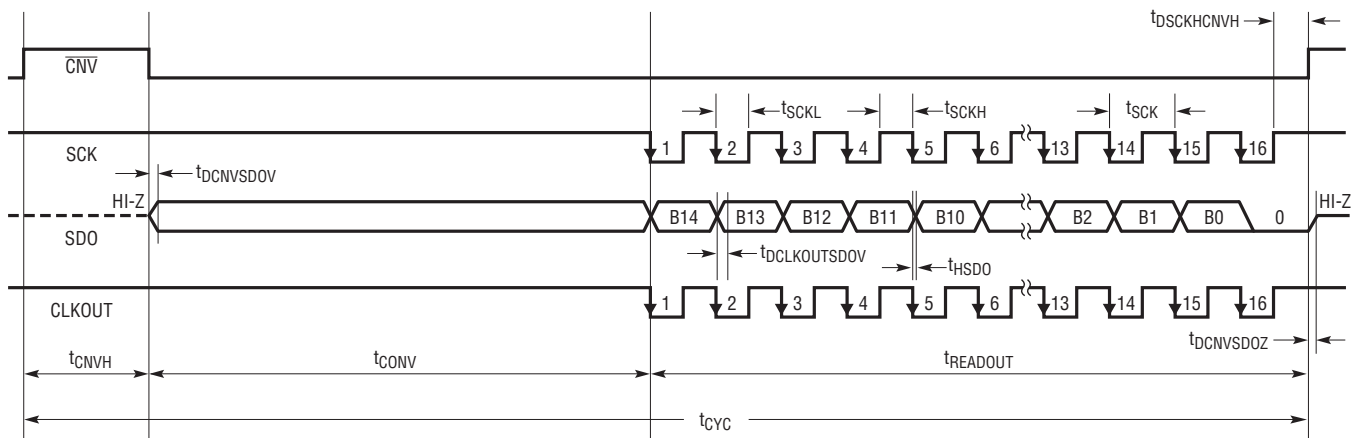 tDSCKHCNVH
CNV
tSCKL tSCKH tSCK
1 2 3 4 5 6 13 14 15 16
SCK
tDCNVSDOV
HI-Z HI-Z
B14 B13 B12 B11 B10 B2 B1 B0 0
SDO
tDCLKOUTSDOV tHSDO
1 2 3 4 5 6 13 14 15 16
CLKOUT
tDCNVSDOZ
tCNVH tCONV tREADOUT
tCYC